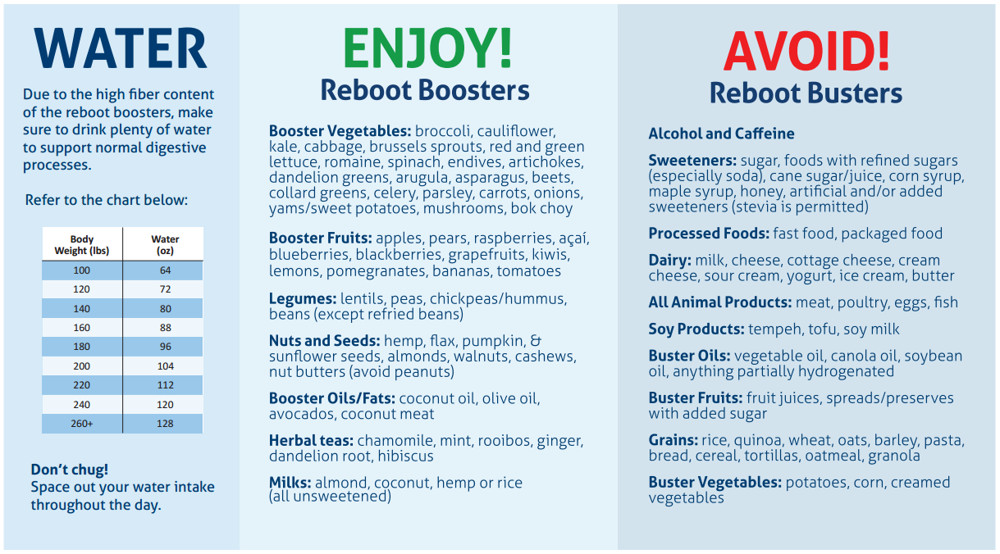 WATER
Due to the high fiber content
of the reboot boosters, make
sure to drink plenty of water
to support normal digestive
processes.
Refer to the chart below:
Body Weight (lbs) Water (oz)
100 64
120 72
140 80
160 88
180 96
200 104
220 112
240 120
260+ 128
Don't chug!
Space out your water intake
throughout the day.
ENJOY!
Reboot Boosters
Booster Vegetables: broccoli, cauliflower,
kale, cabbage, brussels sprouts, red and green
lettuce, romaine, spinach, endives, artichokes,
dandelion greens, arugula, asparagus, beets,
collard greens, celery, parsley, carrots, onions,
yams/sweet potatoes, mushrooms, bok choy
Booster Fruits: apples, pears, raspberries, açaí,
blueberries, blackberries, grapefruits, kiwis,
lemons, pomegranates, bananas, tomatoes
Legumes: lentils, peas, chickpeas/hummus,
beans (except refried beans)
Nuts and Seeds: hemp, flax, pumpkin, &
sunflower seeds, almonds, walnuts, cashews,
nut butters (avoid peanuts)
Booster Oils/Fats: coconut oil, olive oil,
avocados, coconut meat
Herbal teas: chamomile, mint, rooibos, ginger,
dandelion root, hibiscus
Milks: almond, coconut, hemp or rice
(all unsweetened)
AVOID!
Reboot Busters
Alcohol and Caffeine
Sweeteners: sugar, foods with refined sugars
(especially soda), cane sugar/juice, corn syrup,
maple syrup, honey, artificial and/or added
sweeteners (stevia is permitted)
Processed Foods: fast food, packaged food
Dairy: milk, cheese, cottage cheese, cream
cheese, sour cream, yogurt, ice cream, butter
All Animal Products: meat, poultry, eggs, fish
Soy Products: tempeh, tofu, soy milk
Buster Oils: vegetable oil, canola oil, soybean
oil, anything partially hydrogenated
Buster Fruits: fruit juices, spreads/preserves
with added sugar
Grains: rice, quinoa, wheat, oats, barley, pasta,
bread, cereal, tortillas, oatmeal, granola
Buster Vegetables: potatoes, corn, creamed
vegetables